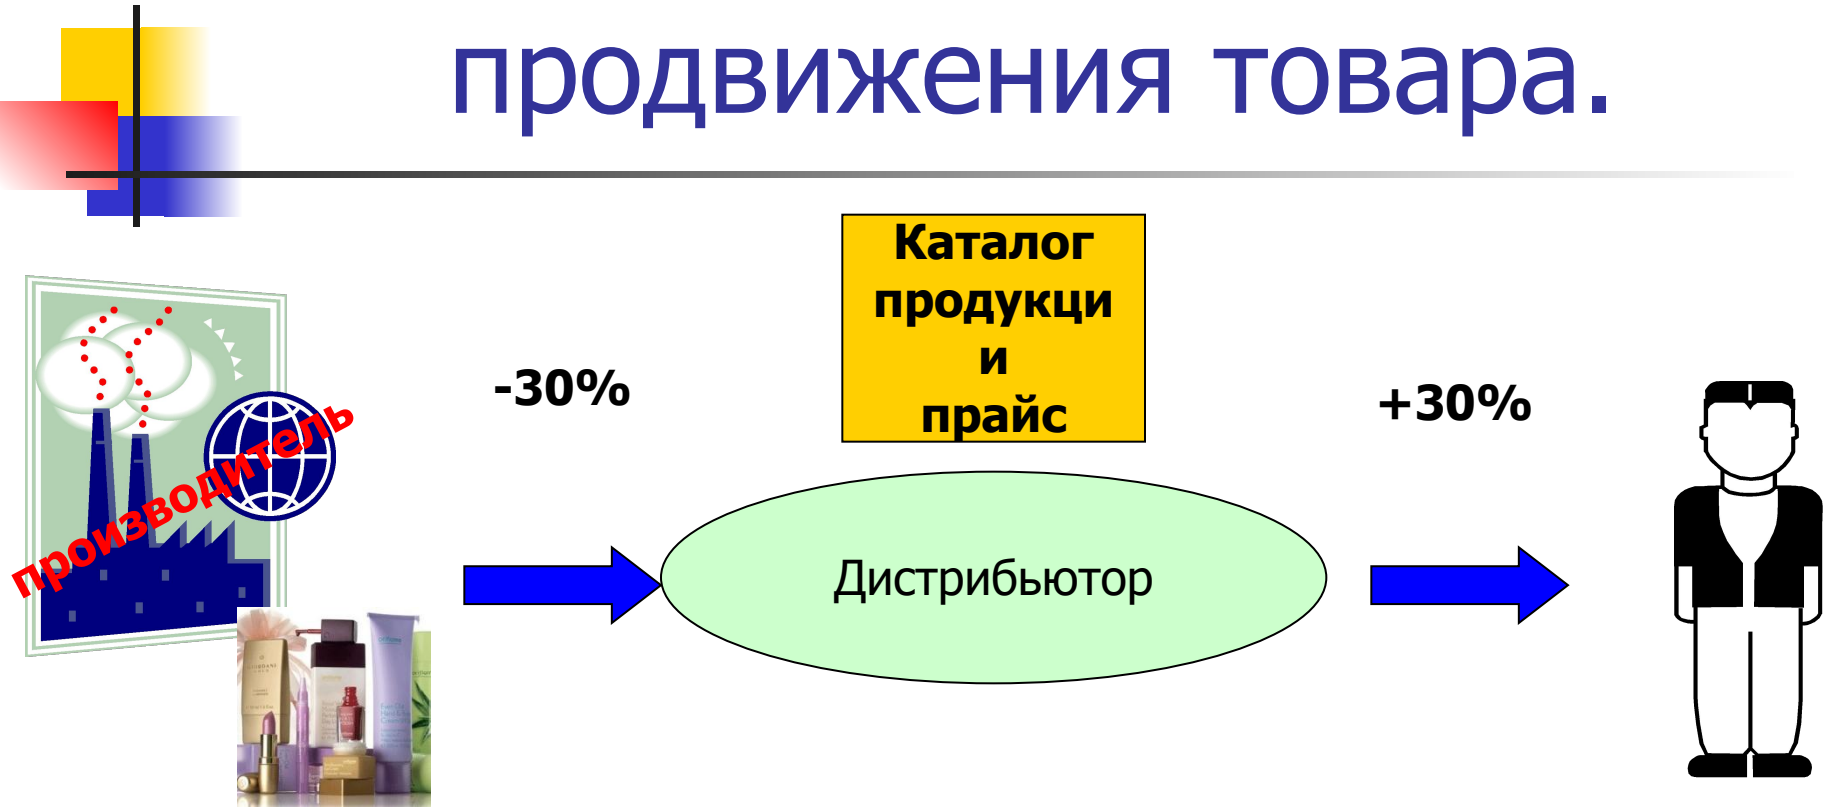 продвижения товара.
Каталог
продукци
и
прайс
-30%
+30%
производитель
Дистрибьютор